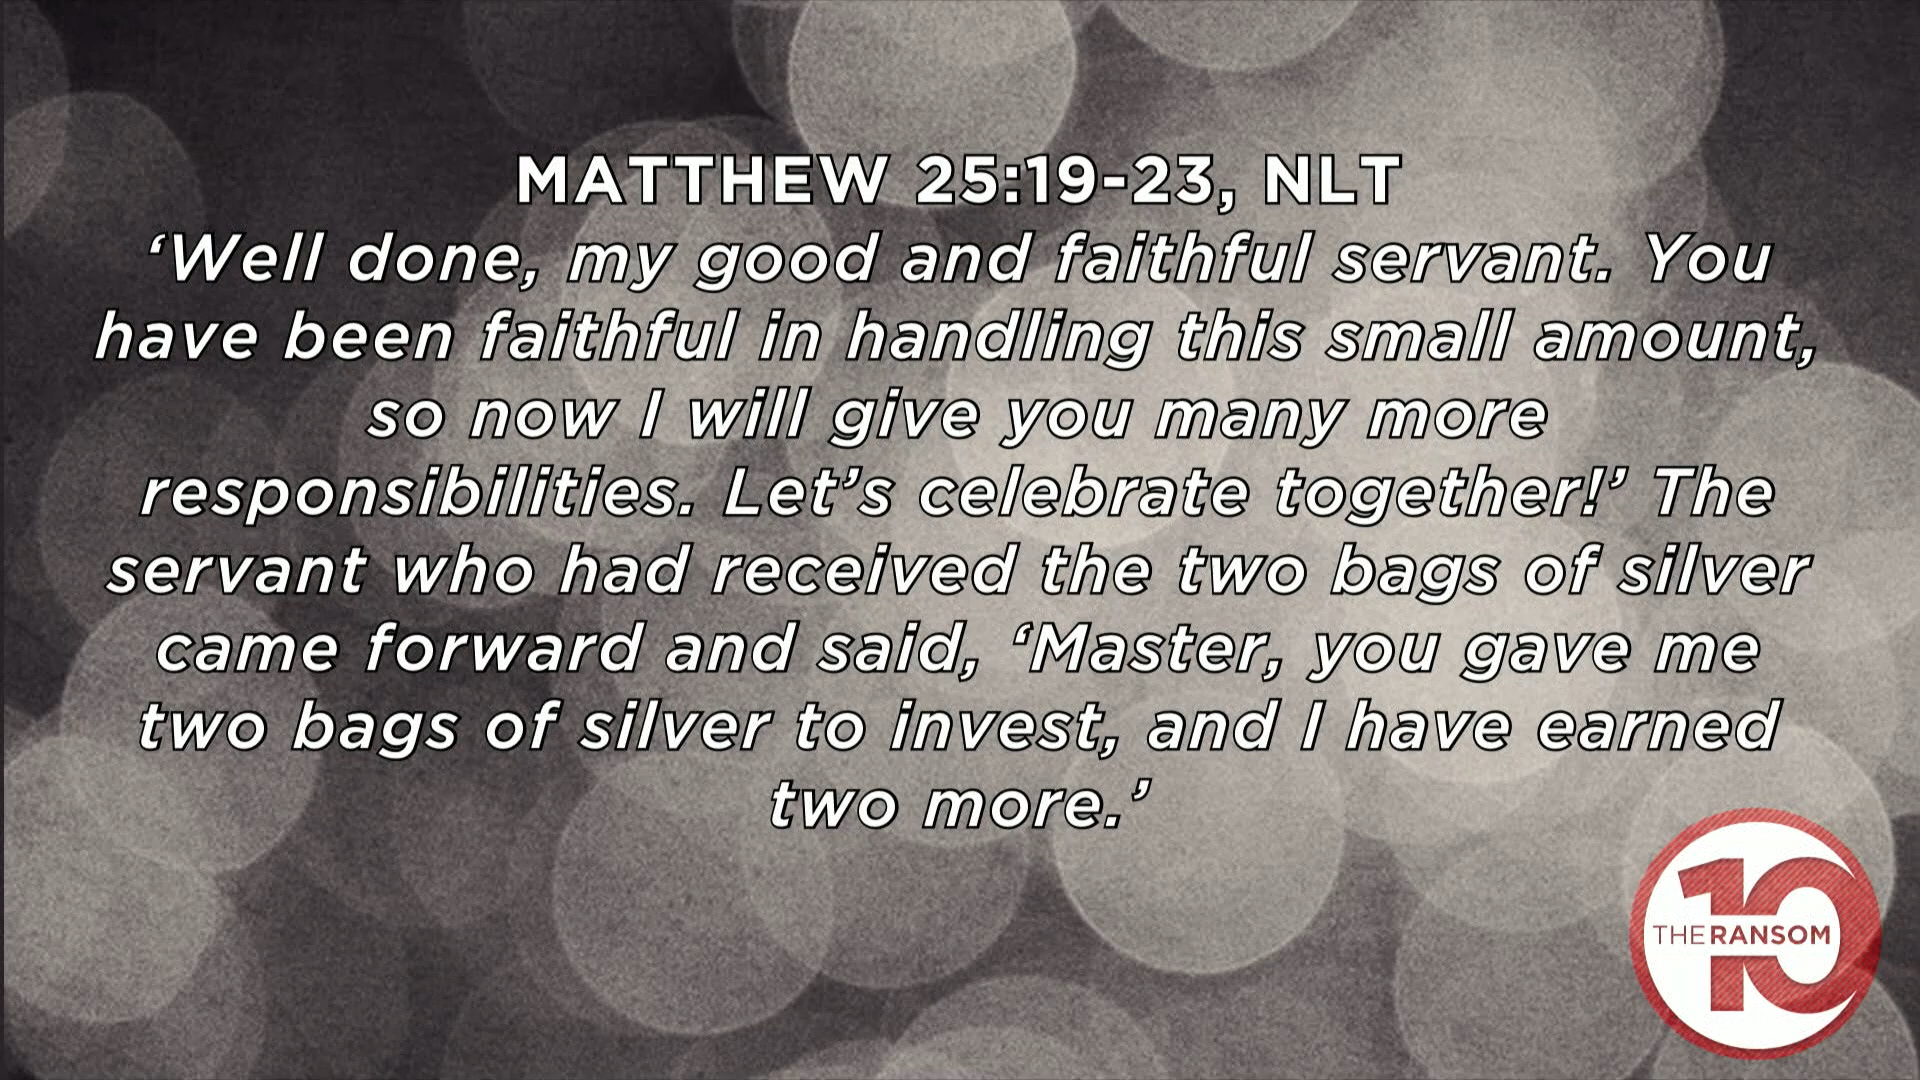 MATTHEW 25:19-23, NLT
‘Well done, my good and faithful servant. You
have been faithful in handling this small amount,
so now I will give you many more
responsibilities. Let’s celebrate together!’ The
servant who had received the two bags of silver
came forward and said, ‘Master, you gave me
two bags of silver to invest, and I have earned
two more.’
10
THE RANSOM